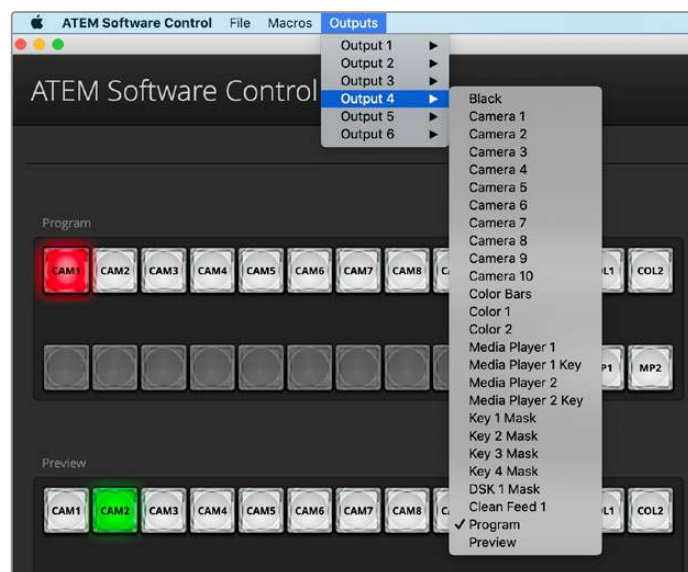 ATEM Software Control File Macros Outputs
Output 1
Output 2
Output 3
Output 4
Output 5
Output 6
ATEM Software Control
Black
Camera 1
Camera 2
Camera 3
Camera 4
Camera 5
Camera 6
Camera 7
Camera 8
Camera 9
Camera 10
Color Bars
Color 1
Color 2
Media Player 1
Media Player 1 Key
Media Player 2
Media Player 2 Key
Key 1 Mask
Key 2 Mask
Key 3 Mask
Key 4 Mask
DSK 1 Mask
Clean Feed 1
✓ Program
Preview
Program
CAM1 CAM2 CAM3 CAM4 CAM5 CAM6 CAM7 CAM8 COL2
MP2
Preview
CAM1 CAM2 CAM3 CAM4 CAM5 CAM6 CAM7 CAM8 COL2